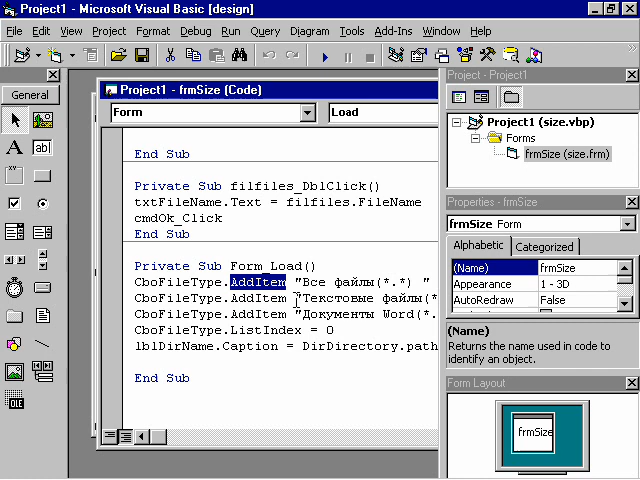 Project1 - Microsoft Visual Basic [design]
File Edit View Project Format Debug Run Query Diagram Tools Add-Ins Window Help
General
A ab|
xv
OLE
Project1 - frmSize (Code)
Form Load
End Sub
Private Sub filfiles_DblClick()
txtFileName.Text = filfiles.FileName
cmdOk_Click
End Sub
Private Sub Form_Load()
CboFileType.AddItem "Все файлы(*.*) "
CboFileType.AddItem "Текстовые файлы(*
CboFileType.AddItem "Документы Word(*.
CboFileType.ListIndex = 0
lblDirName.Caption = DirDirectory.path
End Sub
Project - Project1
Project1 (size.vbp)
Forms
frmSize (size.frm)
Properties - frmSize
frmSize Form
Alphabetic Categorized
(Name) frmSize
Appearance 1 - 3D
AutoRedraw False
(Name)
Returns the name used in code to
identify an object.
Form Layout
frmSize